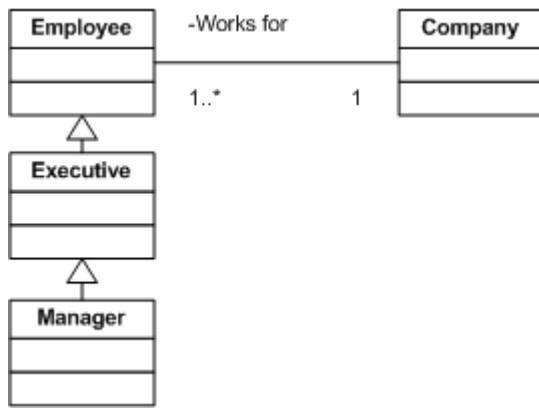 Employee
-Works for
Company
1..*
1
Executive
Manager